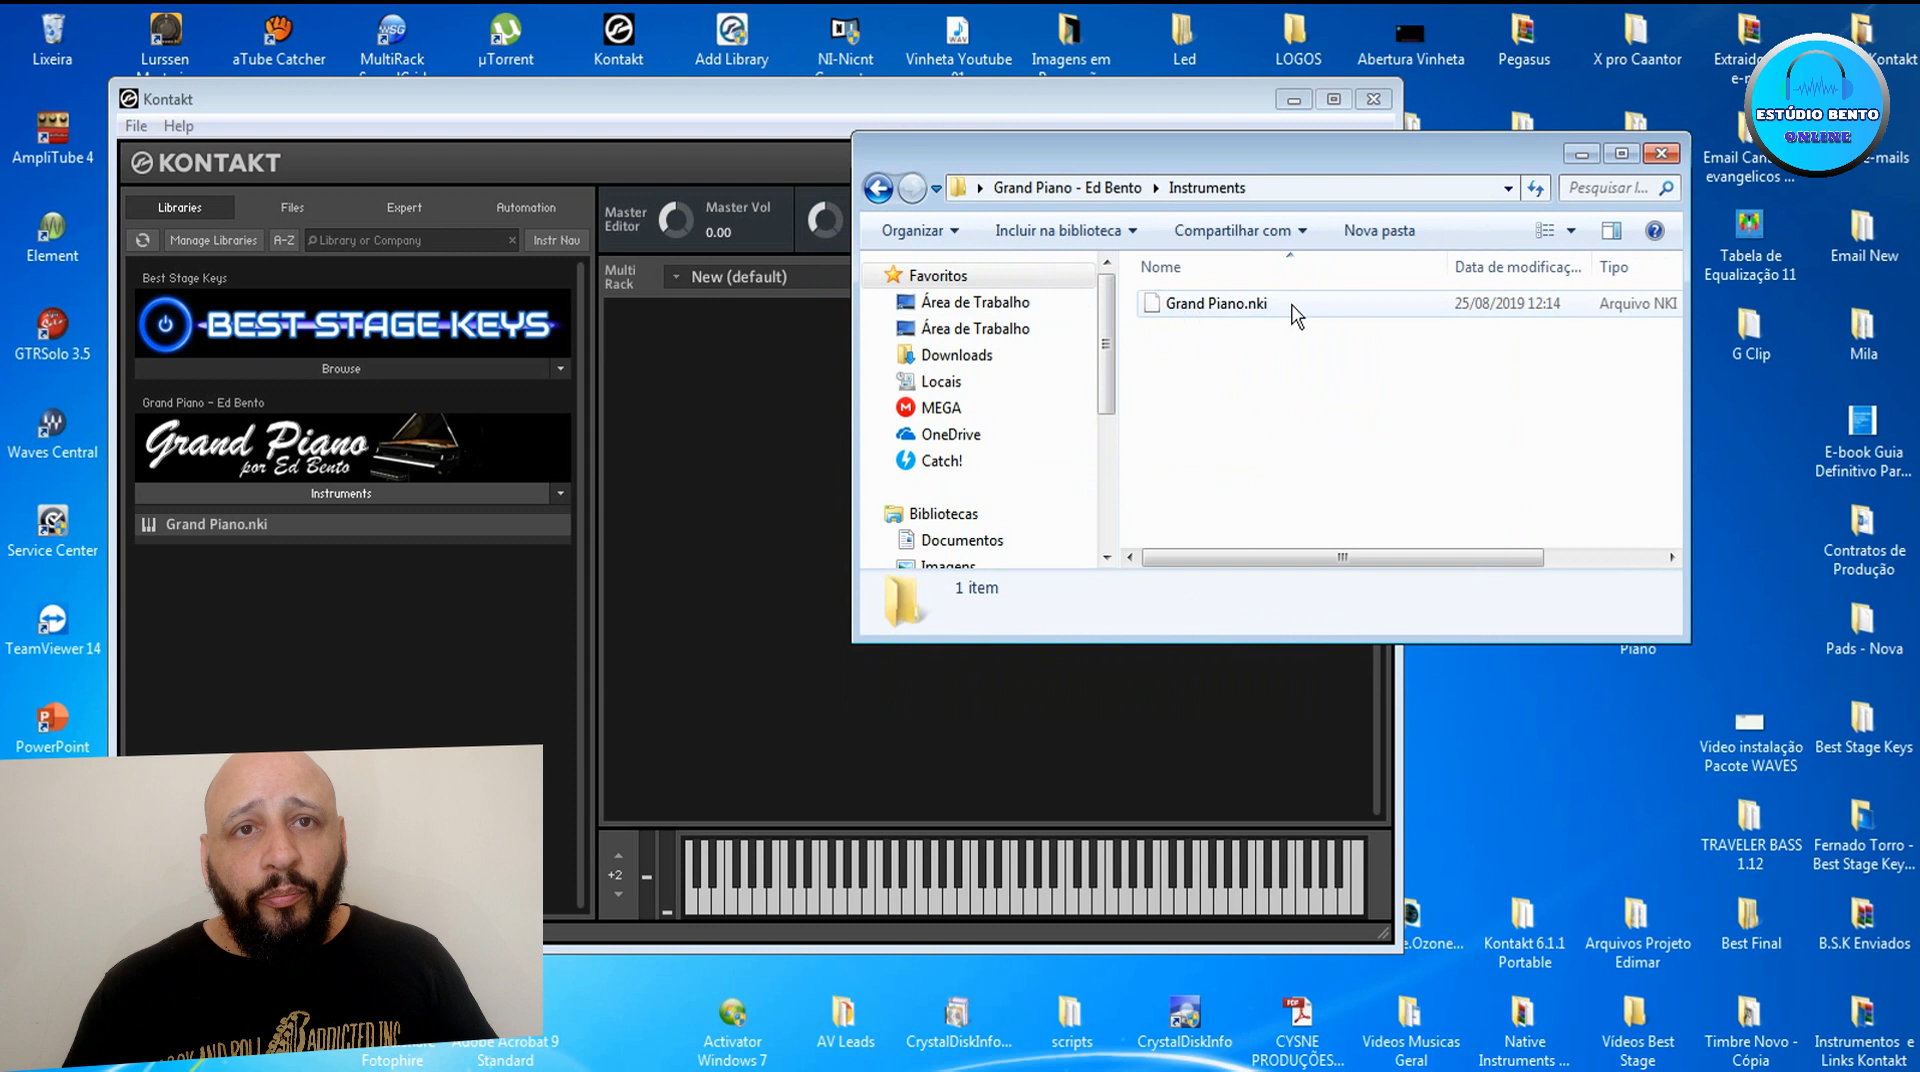 Lixeira
Lurssen
aTube Catcher
MultiRack
µTorrent
Kontakt
Add Library
NI-Nicnt
Vinheta Youtube
Imagens em
Led
LOGOS
Abertura Vinheta
Pegasus
X pro Caantor
Kontakt
ESTÚDIO BENTO
ONLINE
AmpliTube 4
Element
GTRSolo 3.5
Waves Central
Service Center
TeamViewer 14
PowerPoint
Kontakt
File Help
KONTAKT
Libraries Files Expert Automation
Manage Libraries A-Z Library or Company × Instr Nav
Best Stage Keys
BEST STAGE KEYS
Browse
Grand Piano - Ed Bento
Grand Piano
por Ed Bento
Instruments
Grand Piano.nki
Master
Editor
Master Vol
0.00
Multi
Rack
New (default)
+2
Grand Piano - Ed Bento Instruments
Pesquisar I...
Organizar Incluir na biblioteca Compartilhar com Nova pasta
Favoritos
Área de Trabalho
Área de Trabalho
Downloads
Locais
MEGA
OneDrive
Catch!
Bibliotecas
Documentos
Imagens
Nome Data de modificaç... Tipo
Grand Piano.nki 25/08/2019 12:14 Arquivo NKI
1 item
Email Can
evangelicos ...
e-mails
Tabela de
Equalização 11
Email New
G Clip
Mila
E-book Guia
Definitivo Par...
Contratos de
Produção
Piano
Pads - Nova
Video instalação
Pacote WAVES
Best Stage Keys
TRAVELER BASS
1.12
Fernado Torro -
Best Stage Key...
e.Ozone...
Kontakt 6.1.1
Portable
Arquivos Projeto
Edimar
Best Final
B.S.K Enviados
Fotophire
Adobe Acrobat 9
Standard
Activator
Windows 7
AV Leads
CrystalDiskInfo...
scripts
CrystalDiskInfo
CYSNE
PRODUÇÕES...
Videos Musicas
Geral
Native
Instruments ...
Vídeos Best
Stage
Timbre Novo -
Cópia
Instrumentos e
Links Kontakt
ADDICTED INC.
AND ROLL